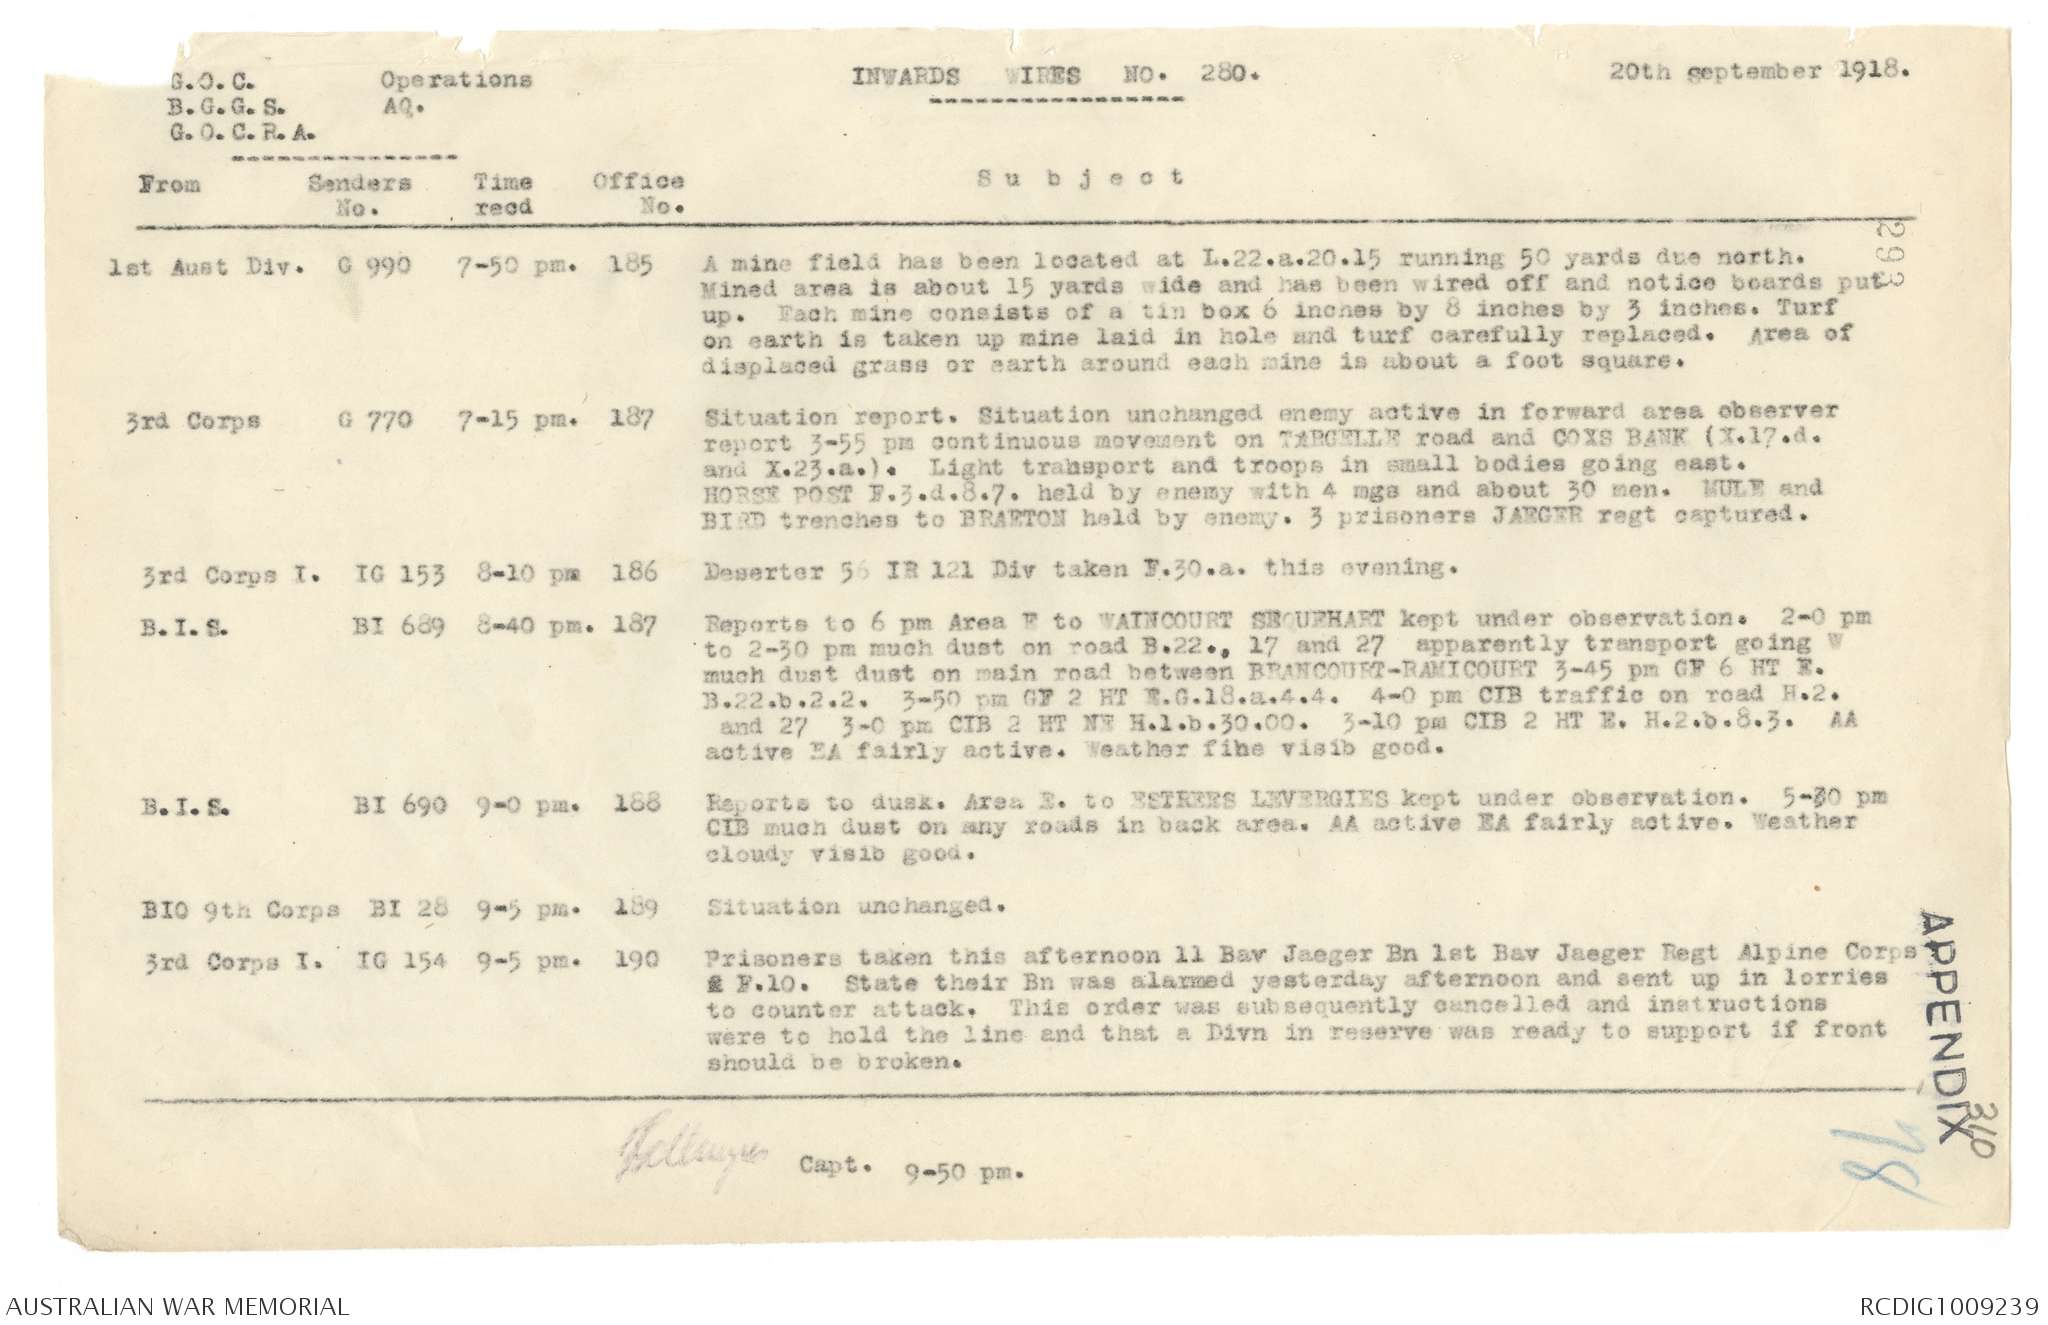 G.O.C. Operations INWARDS WIRES NO. 280. 20th september 1918.
B.G.G.S. AQ.
G.O.C.R.A.
From Senders No. Time recd Office No. Subject
293
1st Aust Div. G 990 7-50 pm. 185 A mine field has been located at L.22.a.20.15 running 50 yards due north.
Mined area is about 15 yards wide and has been wired off and notice boards put
up. Each mine consists of a tin box 6 inches by 8 inches by 3 inches. Turf
on earth is taken up mine laid in hole and turf carefully replaced. Area of
displaced grass or earth around each mine is about a foot square.
3rd Corps G 770 7-15 pm. 187 Situation report. Situation unchanged enemy active in forward area observer
report 3-55 pm continuous movement on TARGELLE road and COXS BANK (X.17.d.
and X.23.a.). Light transport and troops in small bodies going east.
HORSE POST F.3.d.8.7. held by enemy with 4 mgs and about 30 men. MULE and
BIRD trenches to BRAETON held by enemy. 3 prisoners JAEGER regt captured.
3rd Corps I. IG 153 8-10 pm 186 Deserter 56 IR 121 Div taken F.30.a. this evening.
B.I.S. BI 689 8-40 pm. 187 Reports to 6 pm Area E to WAINCOURT SEQUEHART kept under observation. 2-0 pm
to 2-30 pm much dust on road B.22., 17 and 27 apparently transport going W
much dust dust on main road between BRANCOURT-RAMICOURT 3-45 pm GF 6 HT E.
B.22.b.2.2. 3-50 pm GF 2 HT E.G.18.a.4.4. 4-0 pm CIB traffic on road H.2.
and 27 3-0 pm CIB 2 HT NE H.1.b.30.00. 3-10 pm CIB 2 HT E. H.2.b.8.3. AA
active EA fairly active. Weather fine visib good.
B.I.S. BI 690 9-0 pm. 188 Reports to dusk. Area E. to ESTREES LEVERGIES kept under observation. 5-30 pm
CIB much dust on any roads in back area. AA active EA fairly active. Weather
cloudy visib good.
BIO 9th Corps BI 28 9-5 pm. 189 Situation unchanged.
3rd Corps I. IG 154 9-5 pm. 190 Prisoners taken this afternoon 11 Bav Jaeger Bn 1st Bav Jaeger Regt Alpine Corps
F.10. State their Bn was alarmed yesterday afternoon and sent up in lorries
to counter attack. This order was subsequently cancelled and instructions
were to hold the line and that a Divn in reserve was ready to support if front
should be broken.
Capt. 9-50 pm.
APPENDIX
310
78
AUSTRALIAN WAR MEMORIAL RCDIG1009239